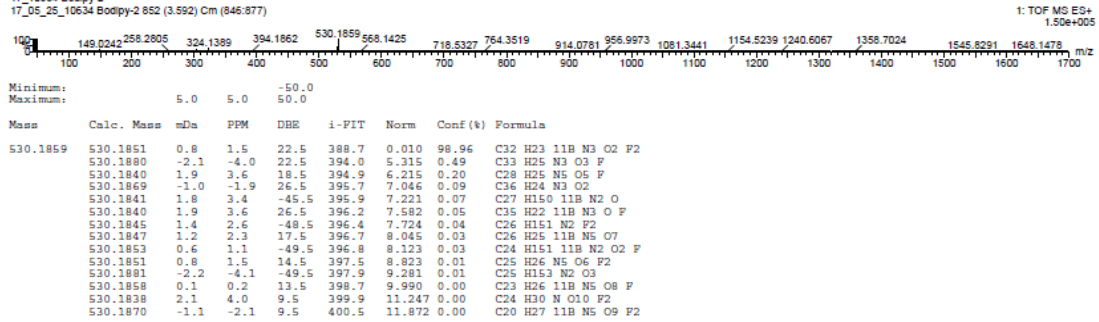 17_05_25_10634 Bodipy-2 852 (3.592) Cm (846:877)
1: TOF MS ES+
1.50e+005
100
149.0242 258.2805 324.1389 394.1862 530.1859 568.1425 718.5327 764.3519 914.0781 956.9973 1081.3441 1154.5239 1240.6067 1358.7024 1545.8291 1648.1478
m/z
100 200 300 400 500 600 700 800 900 1000 1100 1200 1300 1400 1500 1600 1700
Minimum: -50.0
Maximum: 5.0 5.0 50.0
Mass Calc. Mass mDa PPM DBE i-FIT Norm Conf(%) Formula
530.1859 530.1851 0.8 1.5 22.5 388.7 0.010 98.96 C32 H23 11B N3 O2 F2
530.1880 -2.1 -4.0 22.5 394.0 5.315 0.49 C33 H25 N3 O3 F
530.1840 1.9 3.6 18.5 394.9 6.215 0.20 C28 H25 N5 O5 F
530.1869 -1.0 -1.9 26.5 395.7 7.046 0.09 C36 H24 N3 O2
530.1841 1.8 3.4 -45.5 395.9 7.221 0.07 C27 H150 11B N2 O
530.1840 1.9 3.6 26.5 396.2 7.582 0.05 C35 H22 11B N3 O F
530.1845 1.4 2.6 -48.5 396.4 7.724 0.04 C26 H151 N2 F2
530.1847 1.2 2.3 17.5 396.7 8.045 0.03 C26 H25 11B N5 O7
530.1853 0.6 1.1 -49.5 396.8 8.123 0.03 C24 H151 11B N2 O2 F
530.1851 0.8 1.5 14.5 397.5 8.823 0.01 C25 H26 N5 O6 F2
530.1881 -2.2 -4.1 -49.5 397.9 9.281 0.01 C25 H153 N2 O3
530.1858 0.1 0.2 13.5 398.7 9.990 0.00 C23 H26 11B N5 O8 F
530.1838 2.1 4.0 9.5 399.9 11.247 0.00 C24 H30 N O10 F2
530.1870 -1.1 -2.1 9.5 400.5 11.872 0.00 C20 H27 11B N5 O9 F2